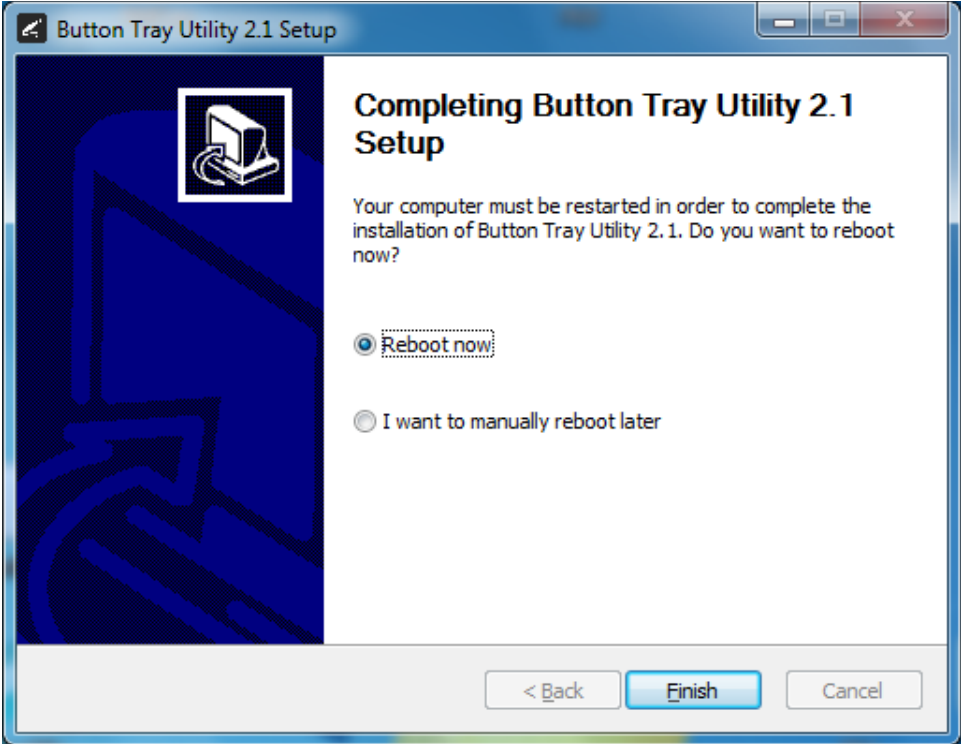 Button Tray Utility 2.1 Setup
Completing Button Tray Utility 2.1
Setup
Your computer must be restarted in order to complete the
installation of Button Tray Utility 2.1. Do you want to reboot
now?
Reboot now
I want to manually reboot later
< Back
Finish
Cancel